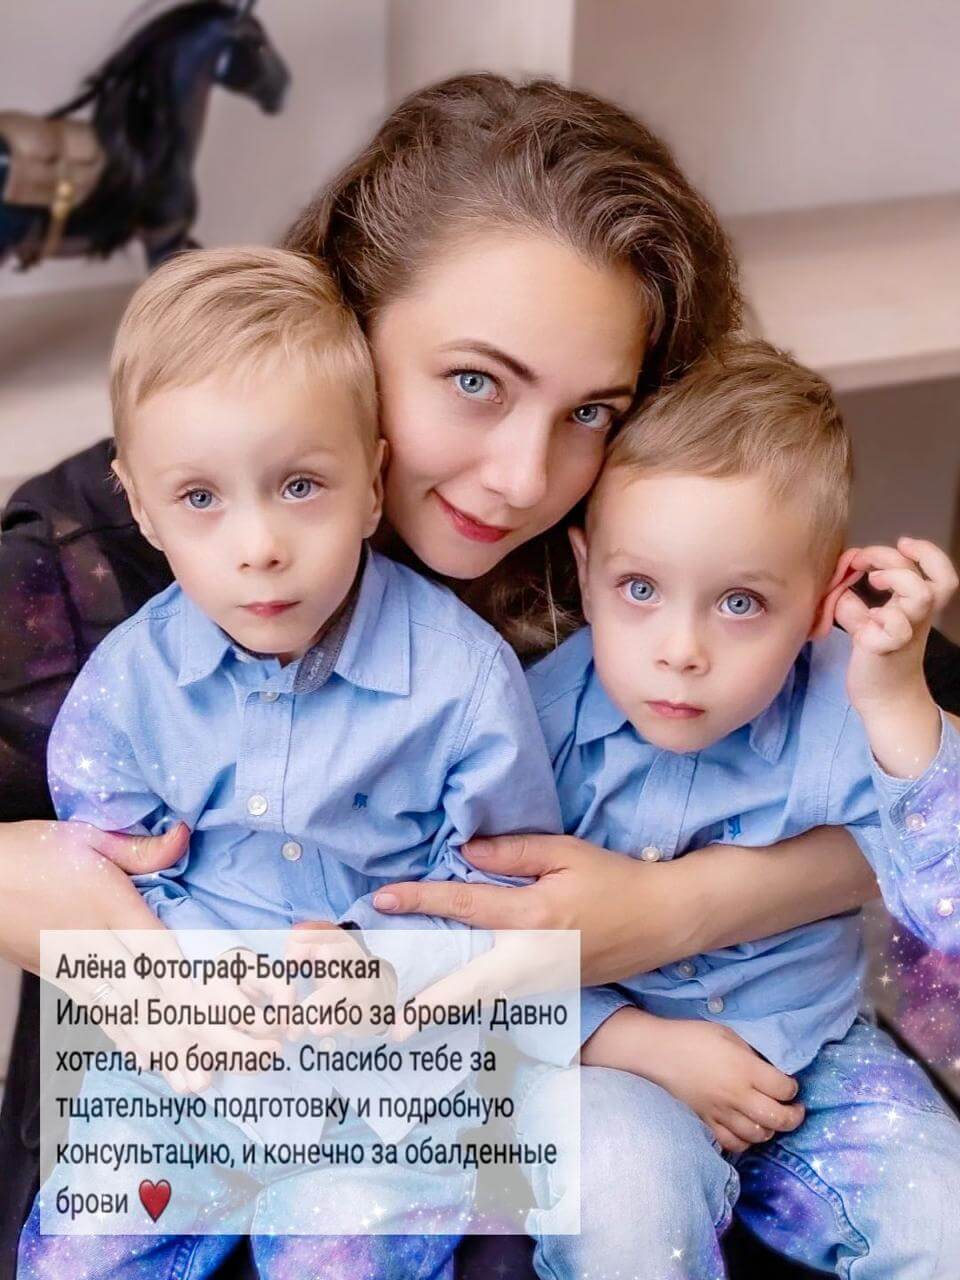 Алёна Фотограф-Боровская
Илона! Большое спасибо за брови! Давно
хотела, но боялась. Спасибо тебе за
тщательную подготовку и подробную
консультацию, и конечно за обалденные
брови ♥